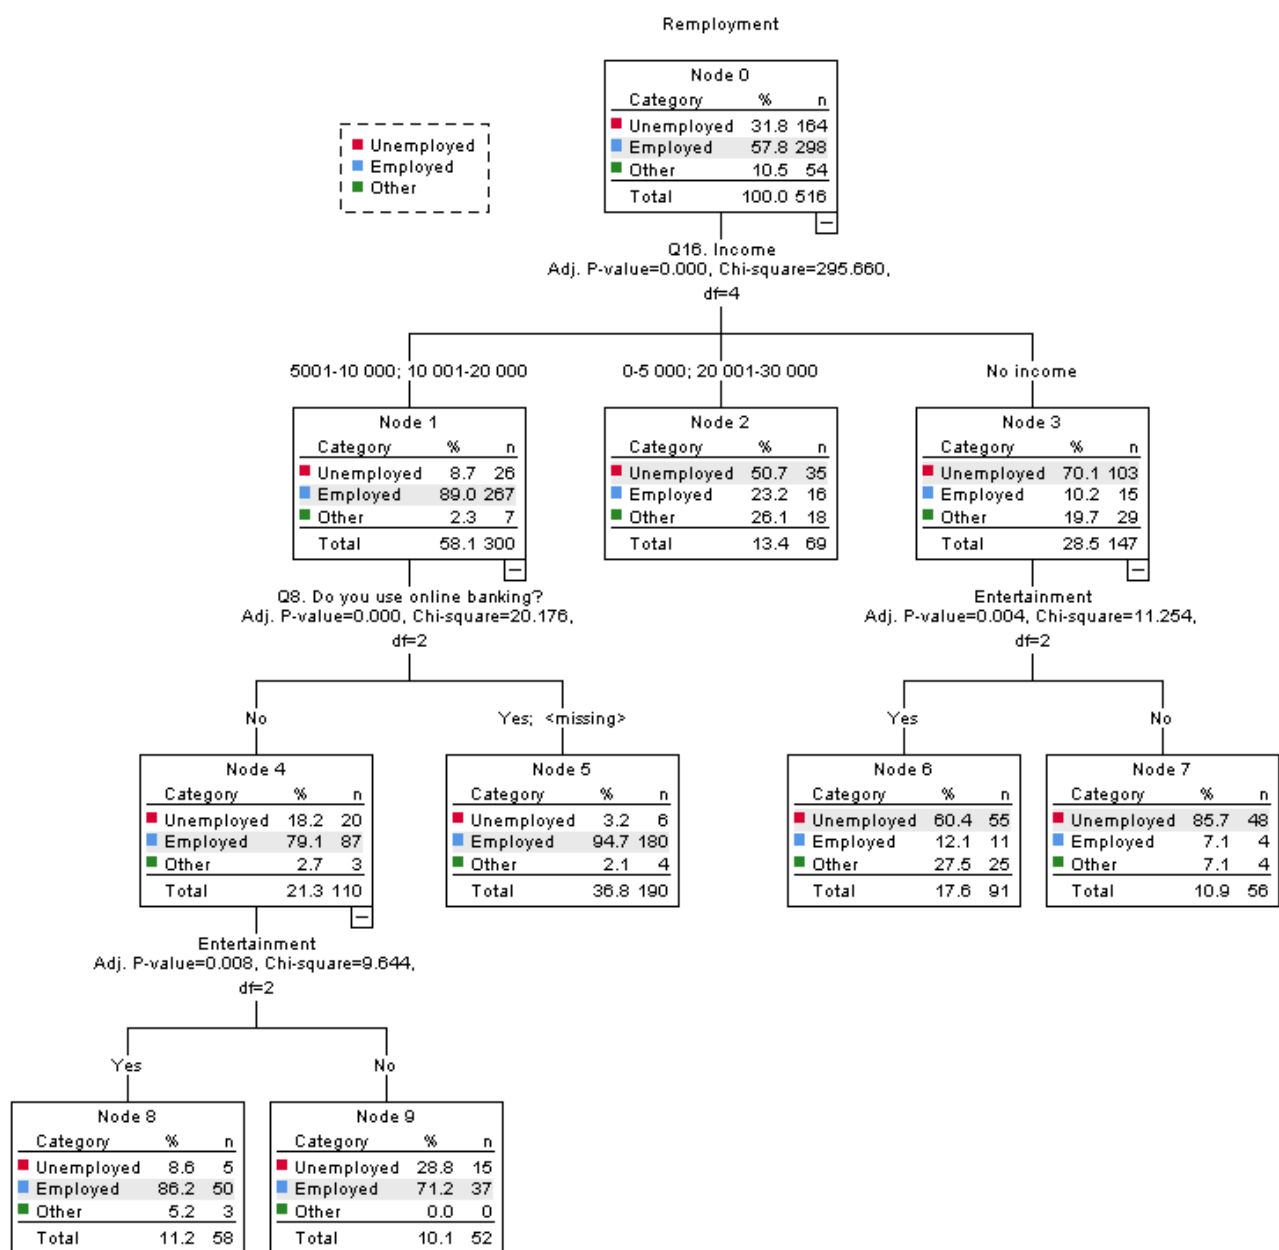 Remployment
Unemployed
Employed
Other
Node 0
Category % n
Unemployed 31.8 164
Employed 57.8 298
Other 10.5 54
Total 100.0 516
Q16. Income
Adj. P-value=0.000, Chi-square=295.660,
df=4
5001-10 000; 10 001-20 000
0-5 000; 20 001-30 000
No income
Node 1
Category % n
Unemployed 8.7 26
Employed 89.0 267
Other 2.3 7
Total 58.1 300
Node 2
Category % n
Unemployed 50.7 35
Employed 23.2 16
Other 26.1 18
Total 13.4 69
Node 3
Category % n
Unemployed 70.1 103
Employed 10.2 15
Other 19.7 29
Total 28.5 147
Q8. Do you use online banking?
Adj. P-value=0.000, Chi-square=20.176,
df=2
Entertainment
Adj. P-value=0.004, Chi-square=11.254,
df=2
No
Yes; <missing>
Yes
No
Node 4
Category % n
Unemployed 18.2 20
Employed 79.1 87
Other 2.7 3
Total 21.3 110
Node 5
Category % n
Unemployed 3.2 6
Employed 94.7 180
Other 2.1 4
Total 36.8 190
Node 6
Category % n
Unemployed 60.4 55
Employed 12.1 11
Other 27.5 25
Total 17.6 91
Node 7
Category % n
Unemployed 85.7 48
Employed 7.1 4
Other 7.1 4
Total 10.9 56
Entertainment
Adj. P-value=0.008, Chi-square=9.644,
df=2
Yes
No
Node 8
Category % n
Unemployed 8.6 5
Employed 86.2 50
Other 5.2 3
Total 11.2 58
Node 9
Category % n
Unemployed 28.8 15
Employed 71.2 37
Other 0.0 0
Total 10.1 52